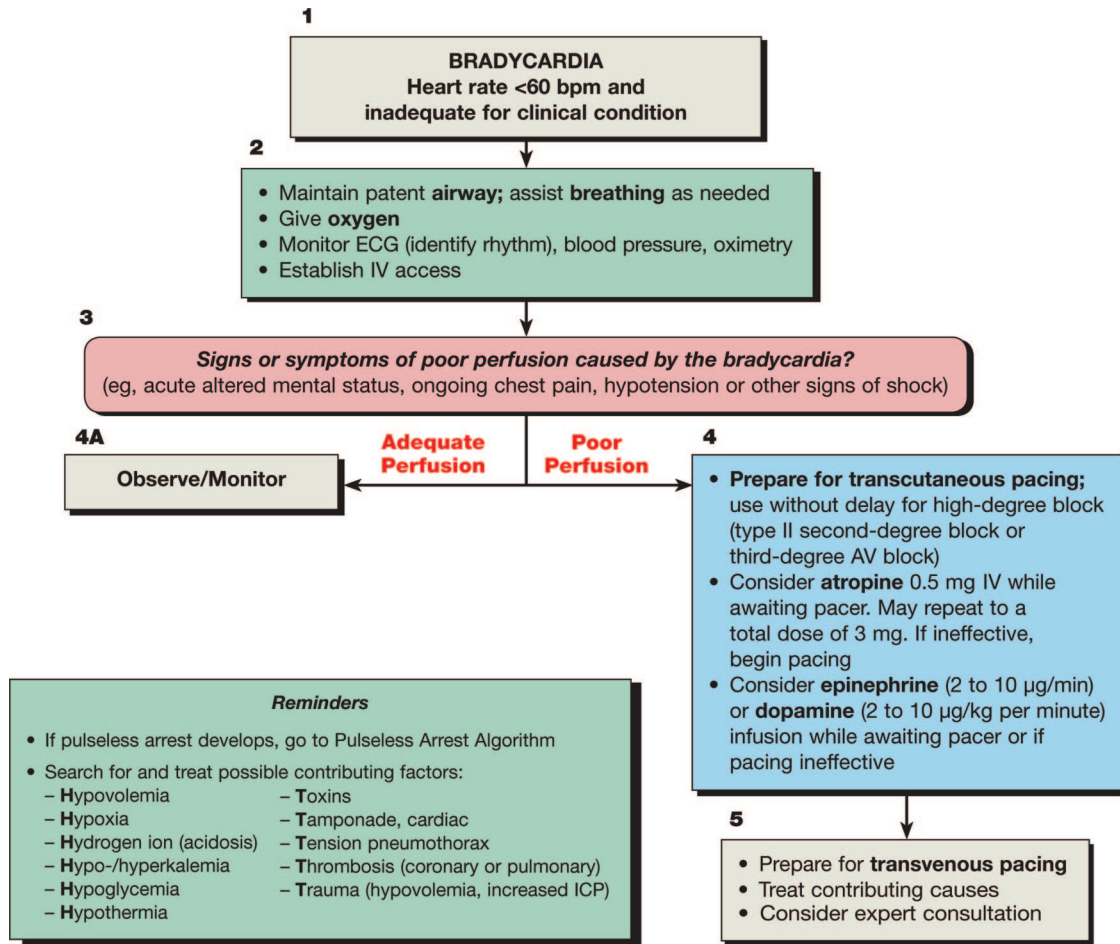 1
BRADYCARDIA
Heart rate <60 bpm and
inadequate for clinical condition
2
• Maintain patent airway; assist breathing as needed
• Give oxygen
• Monitor ECG (identify rhythm), blood pressure, oximetry
• Establish IV access
3
Signs or symptoms of poor perfusion caused by the bradycardia?
(eg, acute altered mental status, ongoing chest pain, hypotension or other signs of shock)
4A
Observe/Monitor
Adequate
Perfusion
Poor
Perfusion
4
• Prepare for transcutaneous pacing;
use without delay for high-degree block
(type II second-degree block or
third-degree AV block)
• Consider atropine 0.5 mg IV while
awaiting pacer. May repeat to a
total dose of 3 mg. If ineffective,
begin pacing
• Consider epinephrine (2 to 10 µg/min)
or dopamine (2 to 10 µg/kg per minute)
infusion while awaiting pacer or if
pacing ineffective
Reminders
• If pulseless arrest develops, go to Pulseless Arrest Algorithm
• Search for and treat possible contributing factors:
– Hypovolemia
– Hypoxia
– Hydrogen ion (acidosis)
– Hypo-/hyperkalemia
– Hypoglycemia
– Hypothermia
– Toxins
– Tamponade, cardiac
– Tension pneumothorax
– Thrombosis (coronary or pulmonary)
– Trauma (hypovolemia, increased ICP)
5
• Prepare for transvenous pacing
• Treat contributing causes
• Consider expert consultation